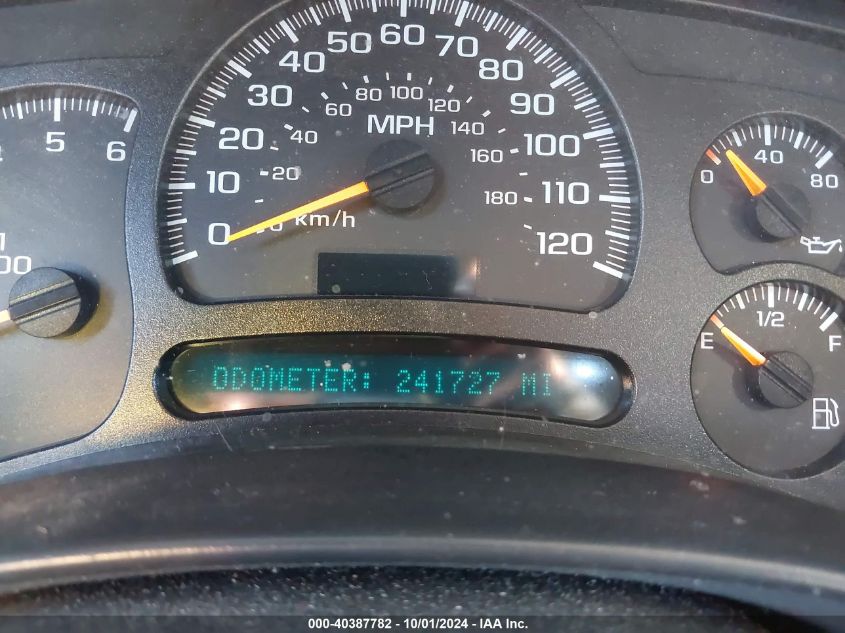 5 6
00
0 10 20 30 40 50 60 70 80 90 100 110 120
20 40 60 80 100 120 140 160 180
MPH
km/h
ODOMETER: 241727 MI
0 40 80
E 1/2 F
000-40387782 - 10/01/2024 - IAA Inc.